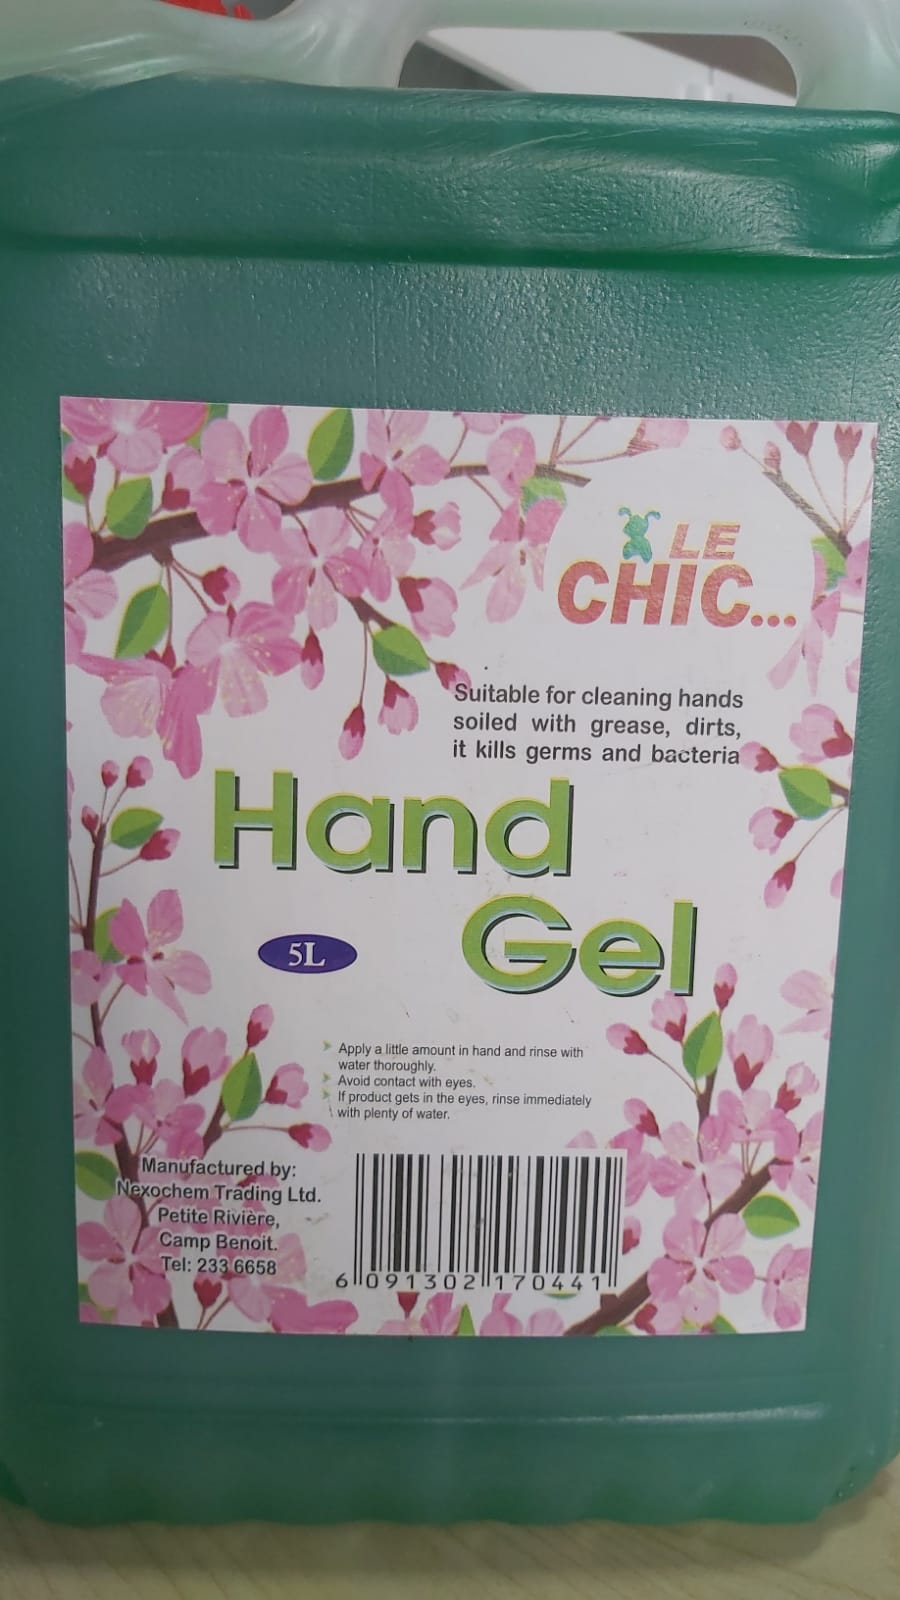 LE
CHIC...
Suitable for cleaning hands
soiled with grease, dirts,
it kills germs and bacteria
Hand
Gel
5L
Apply a little amount in hand and rinse with
water thoroughly.
Avoid contact with eyes.
If product gets in the eyes, rinse immediately
with plenty of water.
Manufactured by:
Nexochem Trading Ltd.
Petite Rivière,
Camp Benoit.
Tel: 233 6658
6 091302 170441